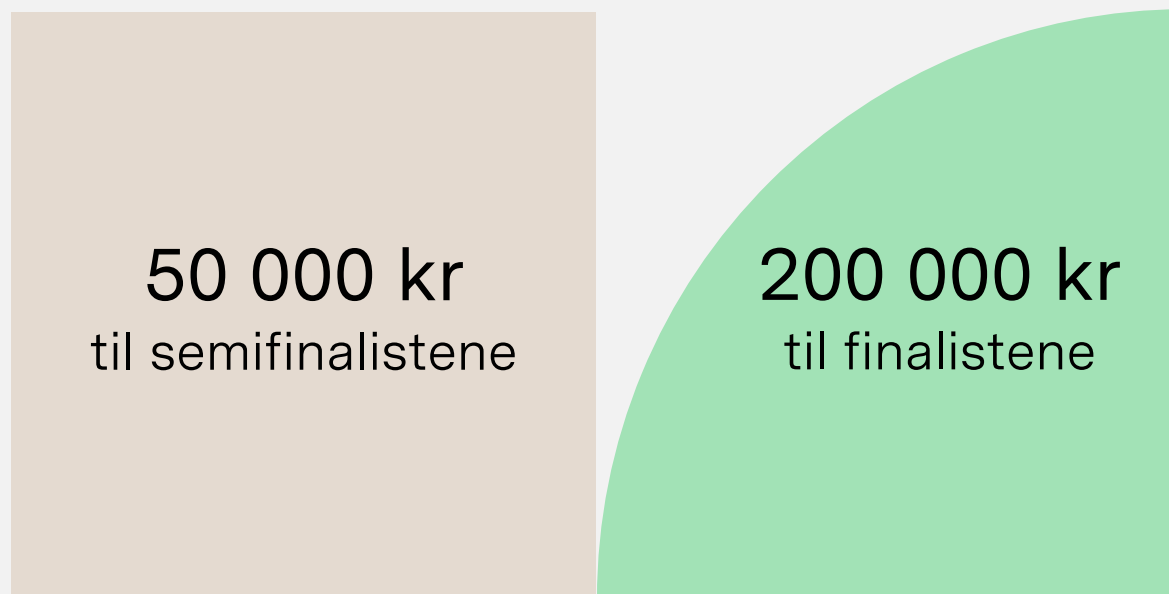 50 000 kr
til semifinalistene
200 000 kr
til finalistene